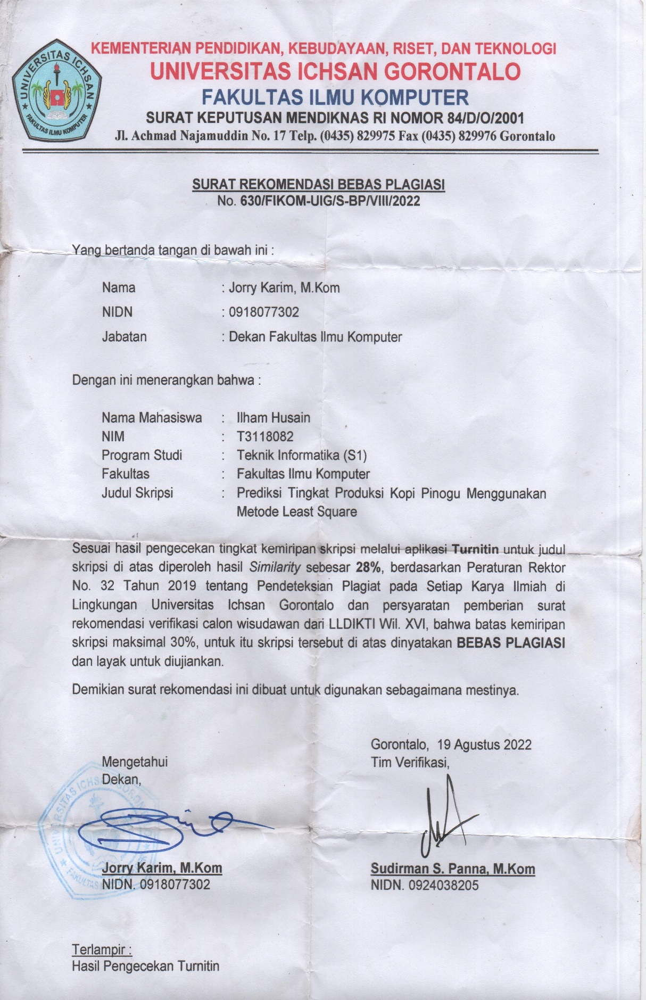 KEMENTERIAN PENDIDIKAN, KEBUDAYAAN, RISET, DAN TEKNOLOGI
UNIVERSITAS ICHSAN GORONTALO
FAKULTAS ILMU KOMPUTER
SURAT KEPUTUSAN MENDIKNAS RI NOMOR 84/D/O/2001
Jl. Achmad Najamuddin No. 17 Telp. (0435) 829975 Fax (0435) 829976 Gorontalo
UNIVERSITAS ICHSAN
FAKULTAS ILMU KOMPUTER
SURAT REKOMENDASI BEBAS PLAGIASI
No. 630/FIKOM-UIG/S-BP/VIII/2022
Yang bertanda tangan di bawah ini :
Nama : Jorry Karim, M.Kom
NIDN : 0918077302
Jabatan : Dekan Fakultas Ilmu Komputer
Dengan ini menerangkan bahwa :
Nama Mahasiswa : Ilham Husain
NIM : T3118082
Program Studi : Teknik Informatika (S1)
Fakultas : Fakultas Ilmu Komputer
Judul Skripsi : Prediksi Tingkat Produksi Kopi Pinogu Menggunakan
Metode Least Square
Sesuai hasil pengecekan tingkat kemiripan skripsi melalui aplikasi Turnitin untuk judul
skripsi di atas diperoleh hasil Similarity sebesar 28%, berdasarkan Peraturan Rektor
No. 32 Tahun 2019 tentang Pendeteksian Plagiat pada Setiap Karya Ilmiah di
Lingkungan Universitas Ichsan Gorontalo dan persyaratan pemberian surat
rekomendasi verifikasi calon wisudawan dari LLDIKTI Wil. XVI, bahwa batas kemiripan
skripsi maksimal 30%, untuk itu skripsi tersebut di atas dinyatakan BEBAS PLAGIASI
dan layak untuk diujiankan.
Demikian surat rekomendasi ini dibuat untuk digunakan sebagaimana mestinya.
Gorontalo, 19 Agustus 2022
Mengetahui
Dekan,
Tim Verifikasi,
Jorry Karim, M.Kom
NIDN. 0918077302
Sudirman S. Panna, M.Kom
NIDN. 0924038205
Terlampir :
Hasil Pengecekan Turnitin